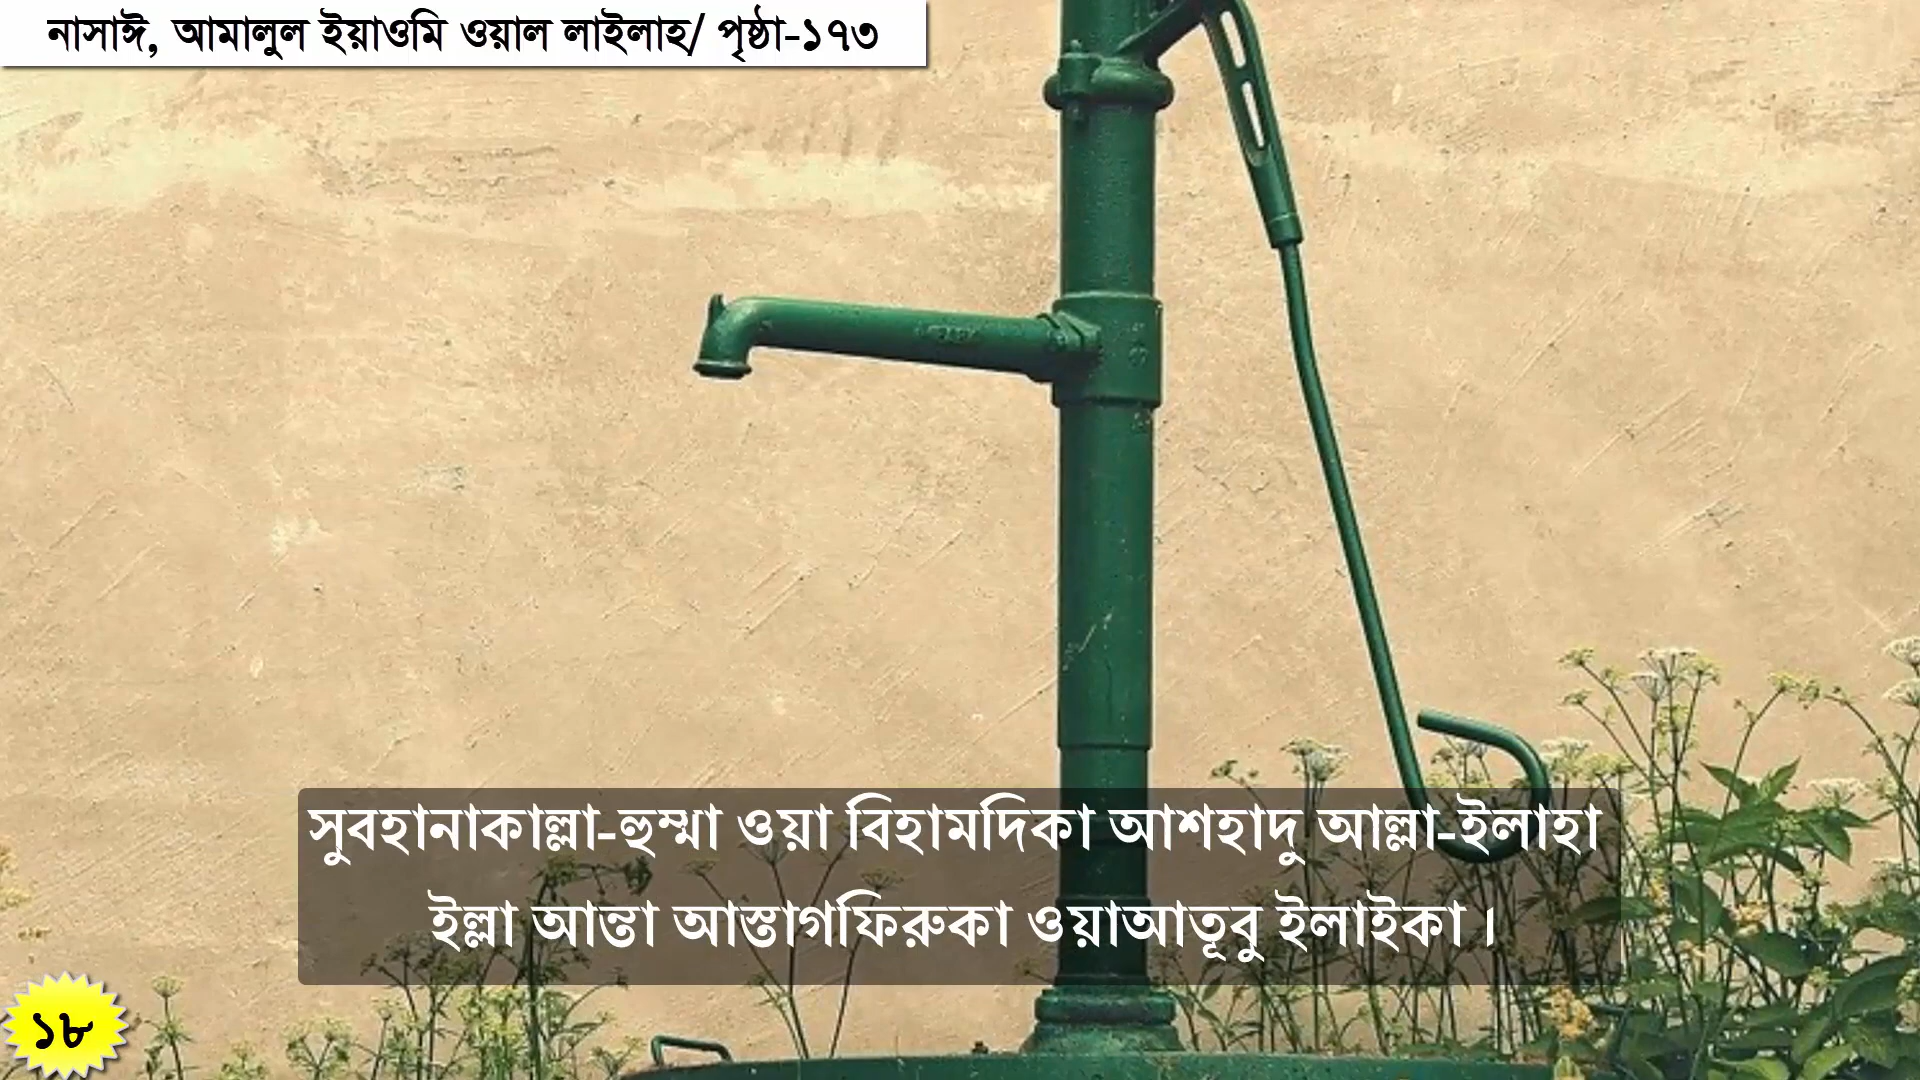 নাসাঈ, আমালুল ইয়াওমি ওয়াল লাইলাহ/ পৃষ্ঠা-১৭৩
সুবহানাকাল্লা-হুম্মা ওয়া বিহামদিকা আশহাদু আল্লা-ইলাহা
ইল্লা আন্তা আস্তাগফিরুকা ওয়াআতূবু ইলাইকা।
১৮